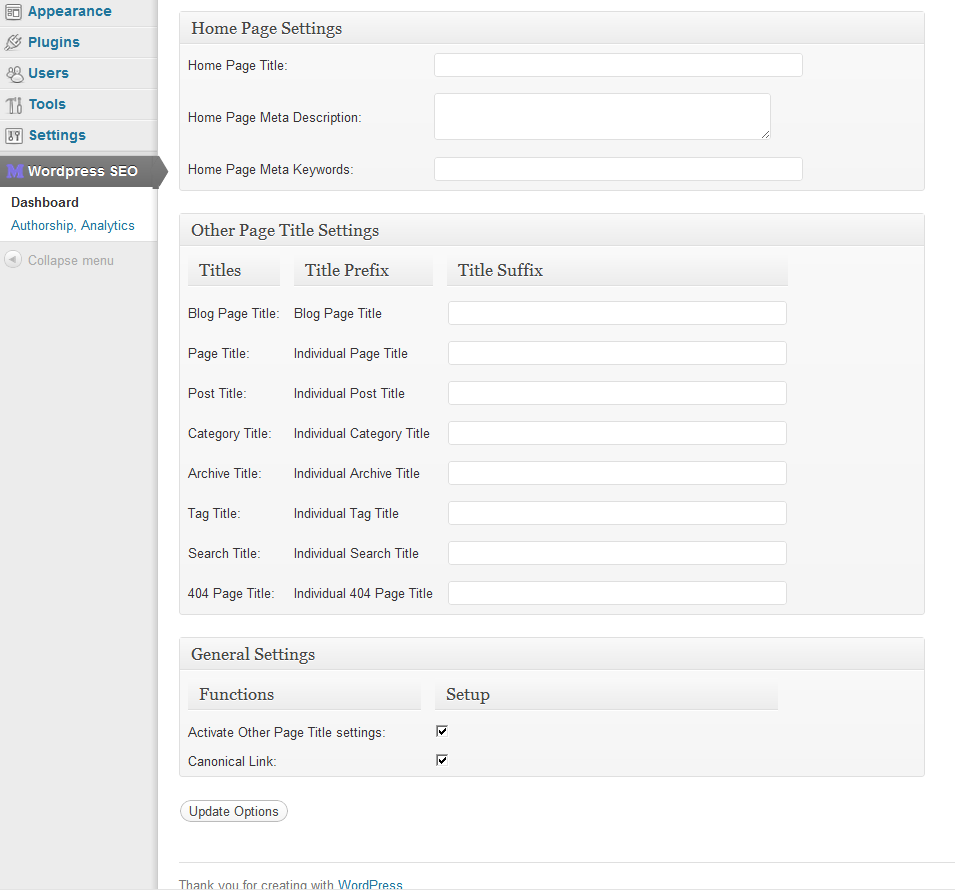 Appearance
Plugins
Users
Tools
Settings
Wordpress SEO
Dashboard
Authorship, Analytics
Collapse menu
Home Page Settings
Home Page Title:
Home Page Meta Description:
Home Page Meta Keywords:
Other Page Title Settings
Titles Title Prefix Title Suffix
Blog Page Title: Blog Page Title
Page Title: Individual Page Title
Post Title: Individual Post Title
Category Title: Individual Category Title
Archive Title: Individual Archive Title
Tag Title: Individual Tag Title
Search Title: Individual Search Title
404 Page Title: Individual 404 Page Title
General Settings
Functions Setup
Activate Other Page Title settings:
Canonical Link:
Update Options
Thank you for creating with WordPress